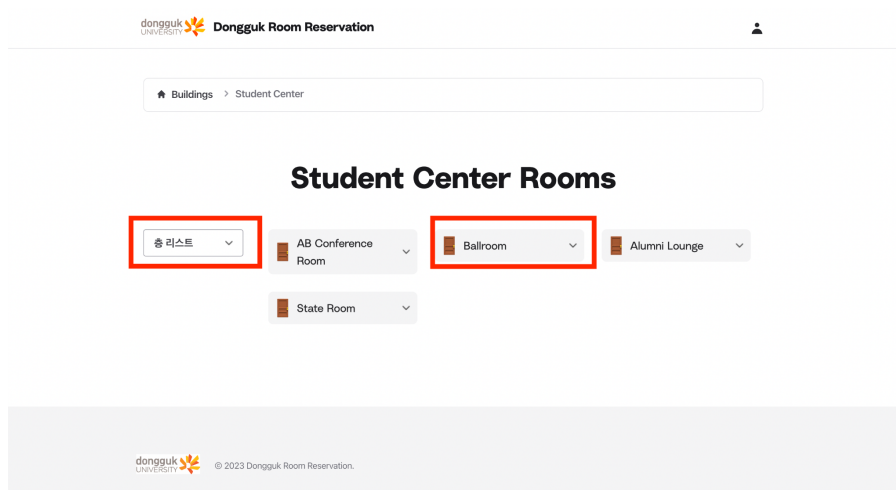 dongguk
UNIVERSITY
Dongguk Room Reservation
Buildings > Student Center
Student Center Rooms
층 리스트
AB Conference
Room
Ballroom
Alumni Lounge
State Room
dongguk
UNIVERSITY
© 2023 Dongguk Room Reservation.